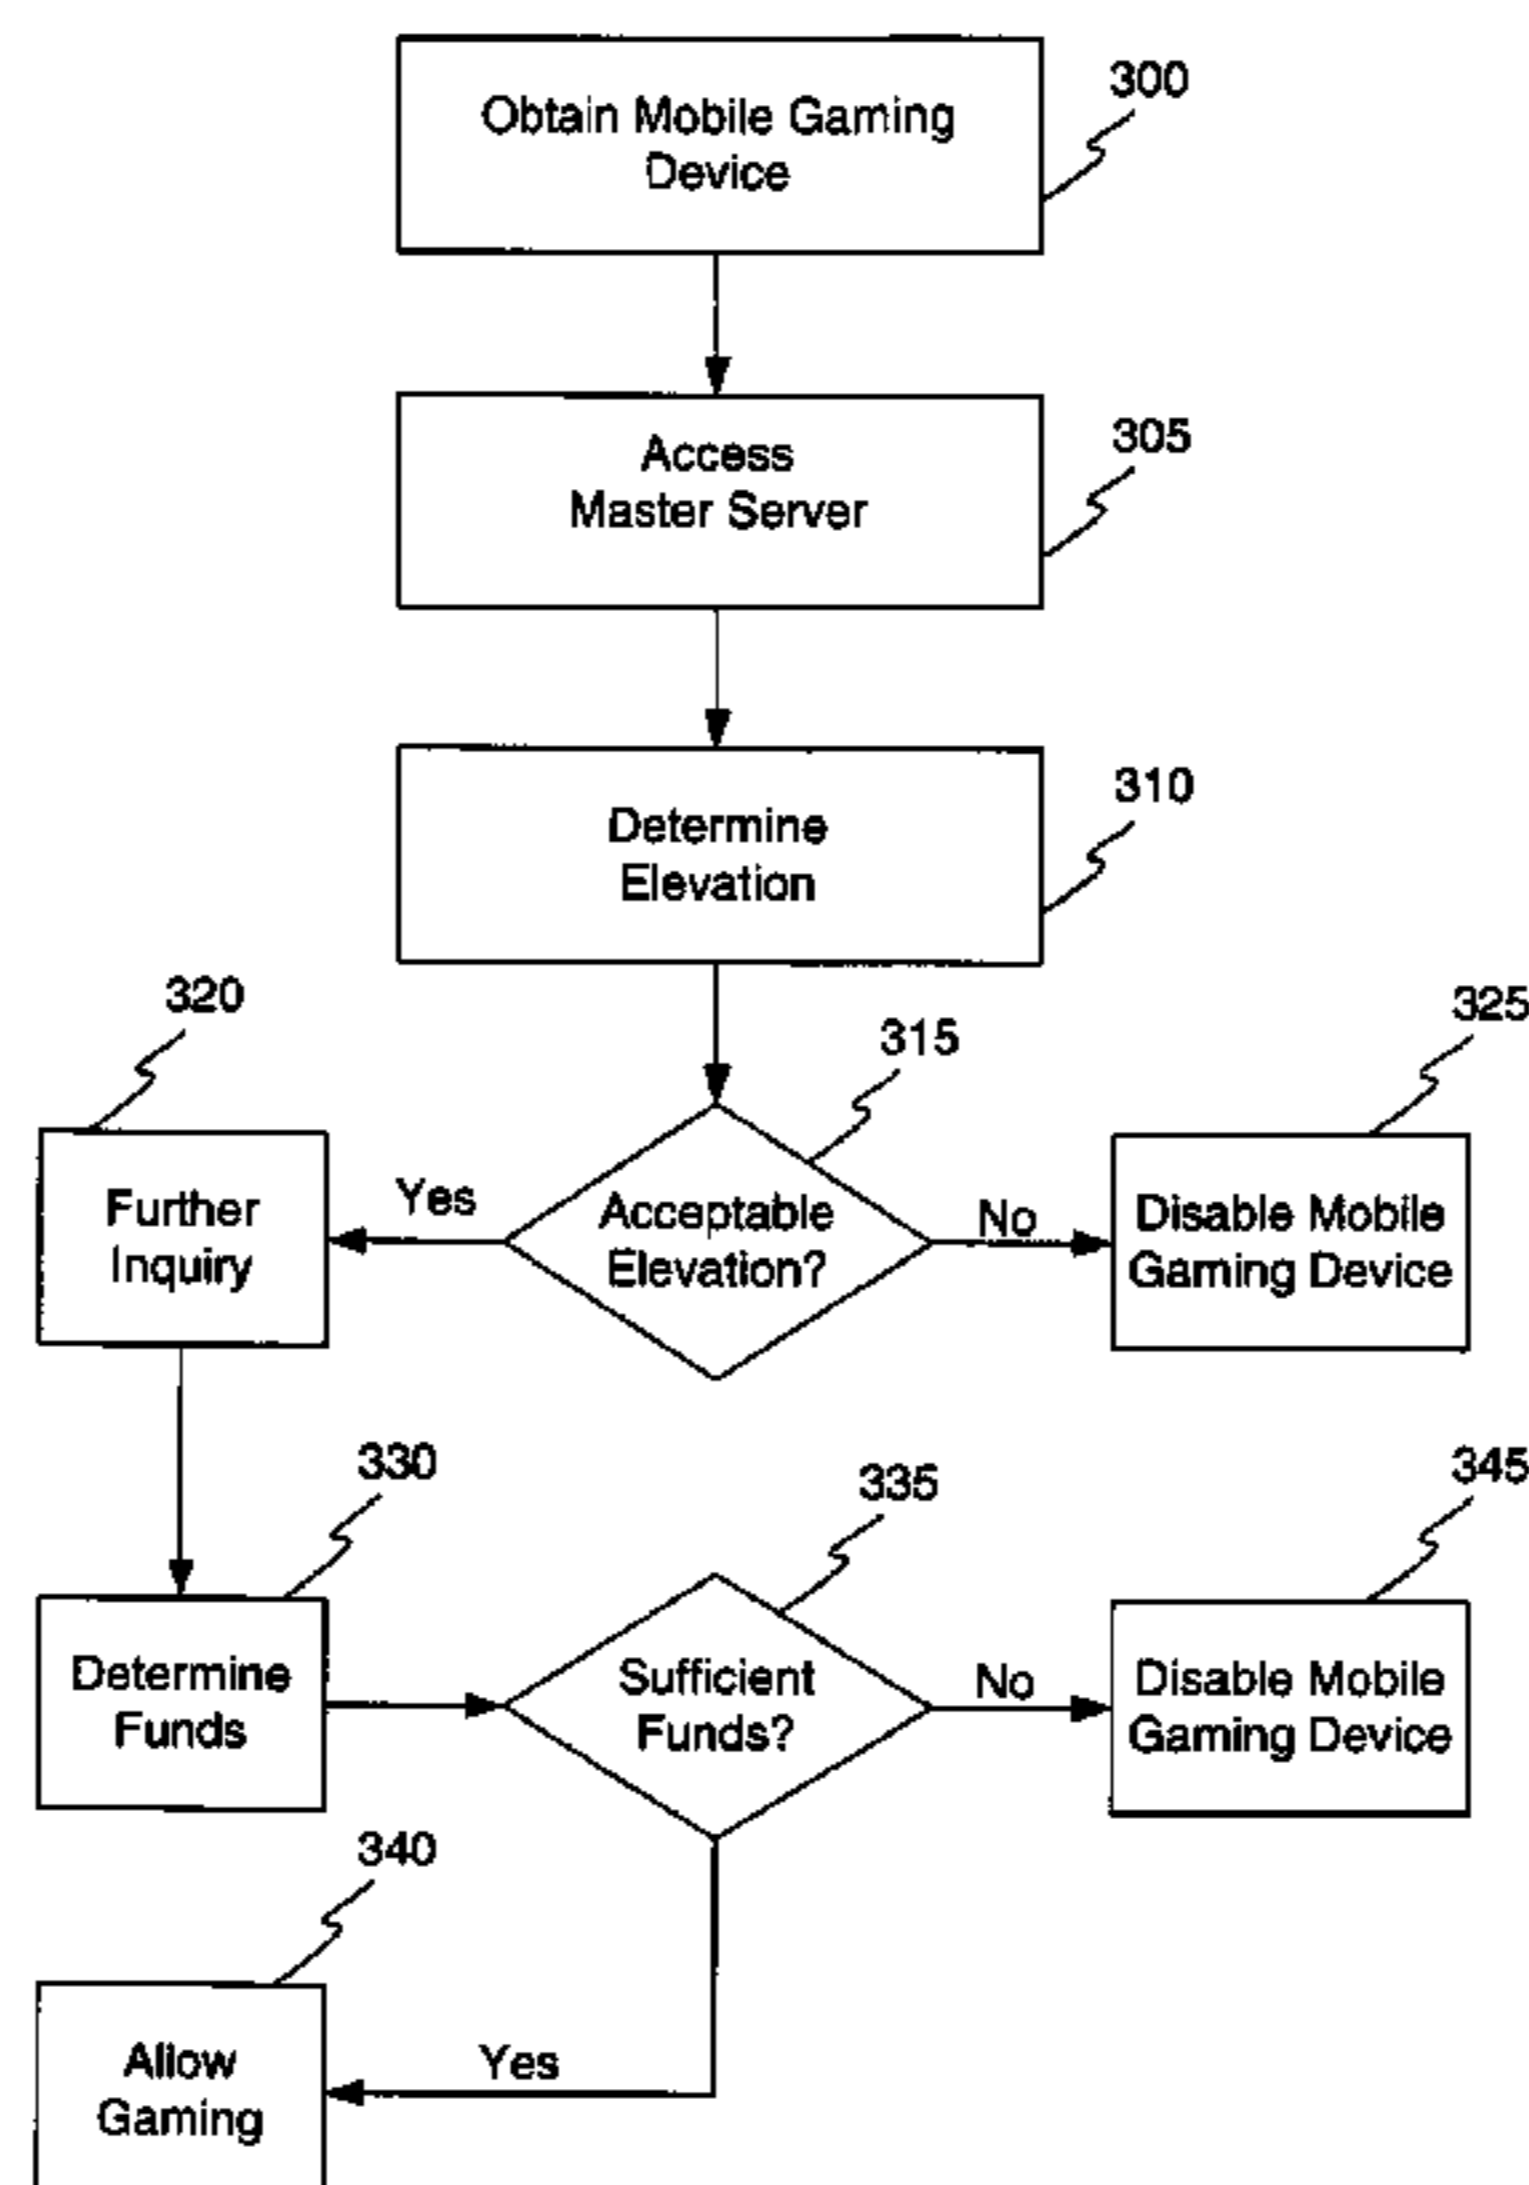 300
Obtain Mobile Gaming
Device
305
Access
Master Server
310
Determine
Elevation
320
315
325
Further
Inquiry
Yes
Acceptable
Elevation?
No
Disable Mobile
Gaming Device
330
335
345
Determine
Funds
Sufficient
Funds?
No
Disable Mobile
Gaming Device
340
Allow
Gaming
Yes